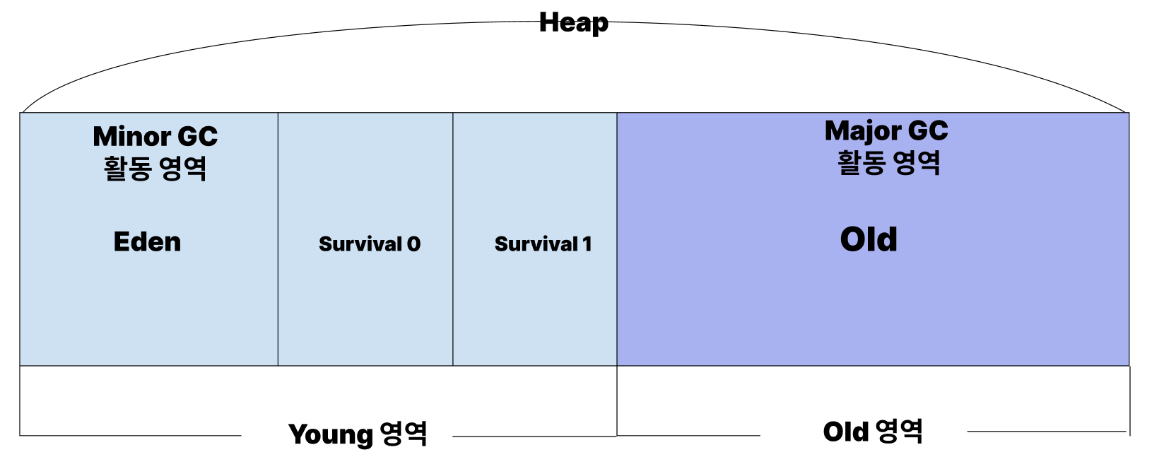 Heap
Minor GC
활동 영역
Major GC
활동 영역
Eden
Survival 0
Survival 1
Old
Young 영역
Old 영역